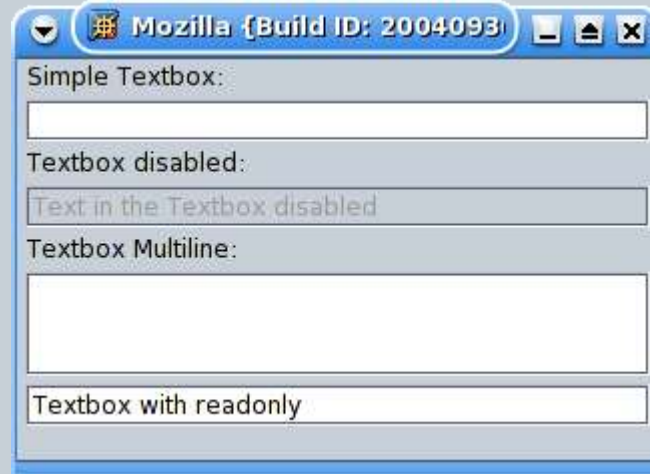 Mozilla {Build ID: 2004093
Simple Textbox:
Textbox disabled:
Text in the Textbox disabled
Textbox Multiline:
Textbox with readonly